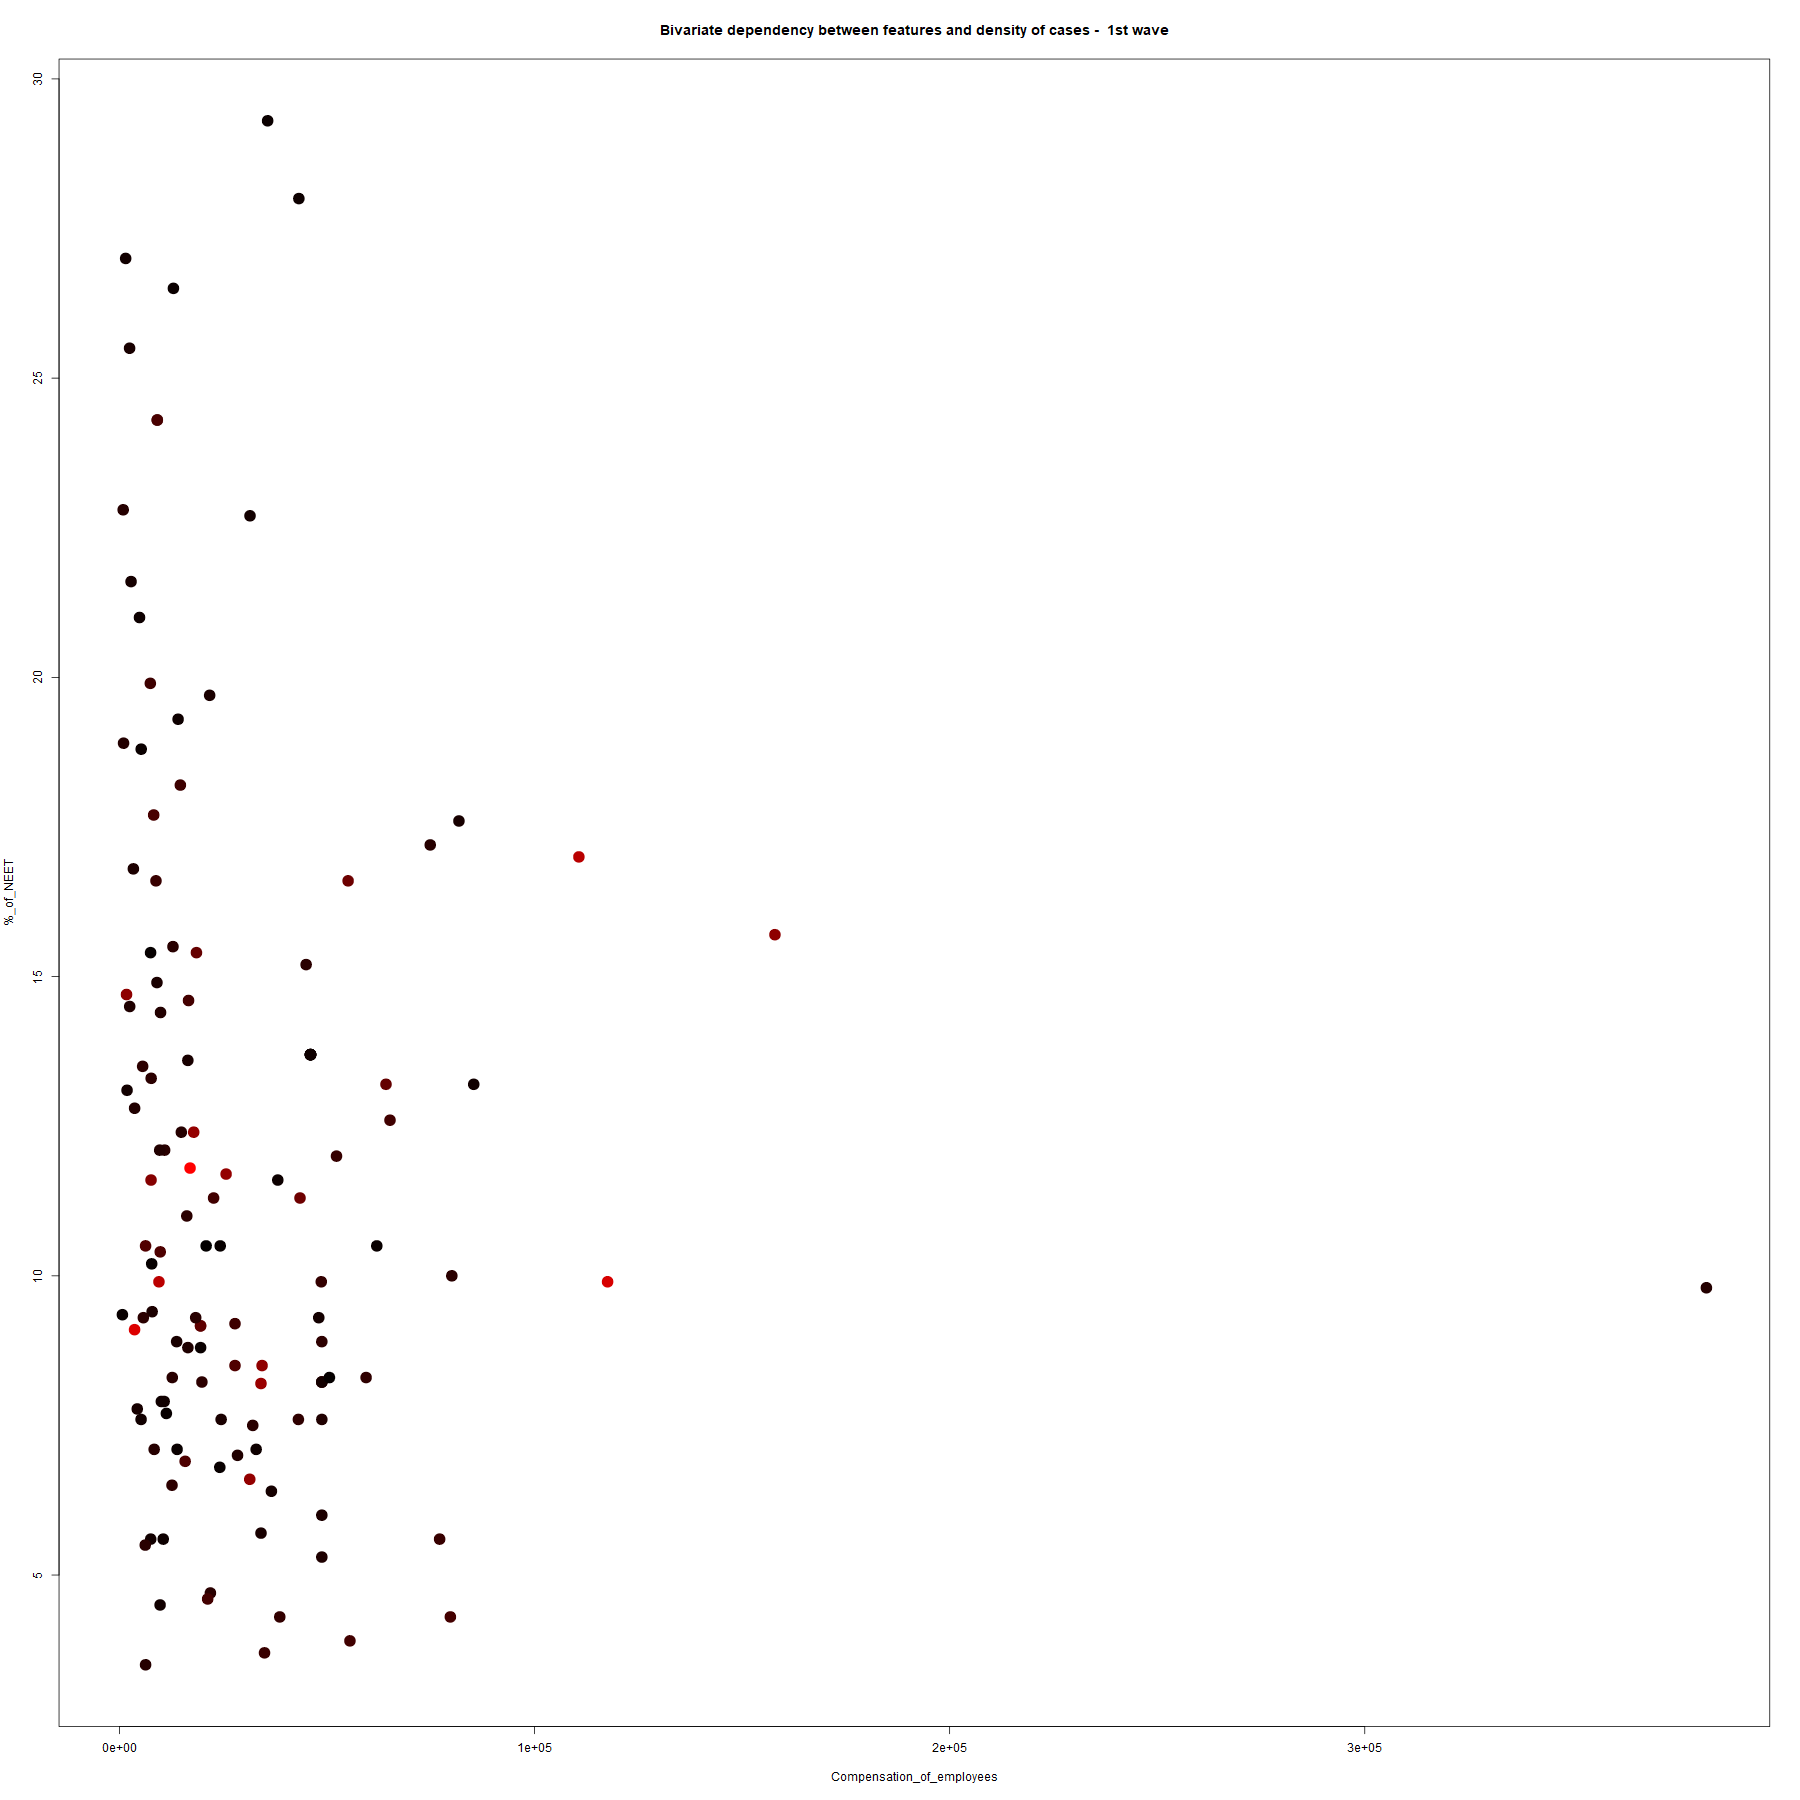 Bivariate dependency between features and density of cases -  1st wave
30
25
20
15
10
5
%_of_NEET
0e+00 1e+05 2e+05 3e+05
Compensation_of_employees